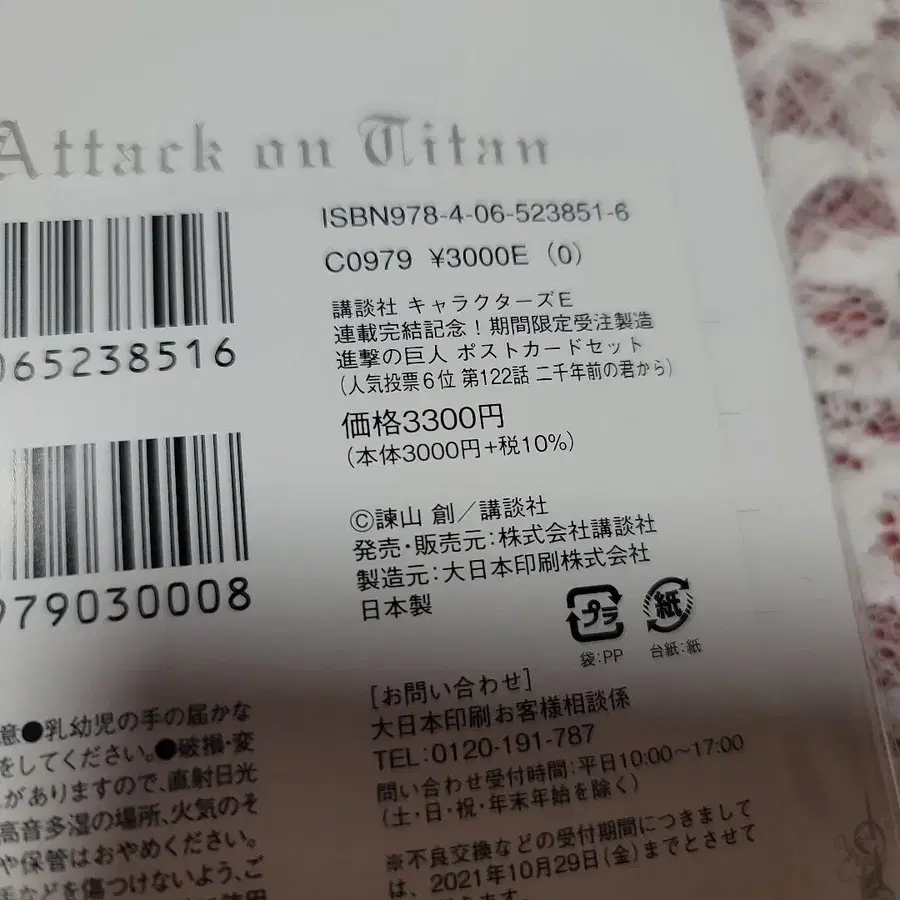 Attack on Titan
ISBN978-4-06-523851-6
C0979 ¥3000E (0)
065238516
講談社 キャラクターズE
連載完結記念！期間限定受注製造
進撃の巨人 ポストカードセット
(人気投票6位 第122話 二千年前の君から)
価格3300円
(本体3000円+税10%)
979030008
©諫山 創／講談社
発売・販売元：株式会社講談社
製造元：大日本印刷株式会社
日本製
プラ
紙
袋：PP
台紙：紙
意●乳幼児の手の届かな
をしてください。●破損・変
がありますので、直射日光
高音多湿の場所、火気のそ
や保管はおやめください。
などを傷つけないよう、ご
[お問い合わせ]
大日本印刷お客様相談係
TEL：0120-191-787
問い合わせ受付時間：平日10:00〜17:00
(土・日・祝・年末年始を除く)
※不良交換などの受付期間につきまして
は、2021年10月29日(金)までとさせて